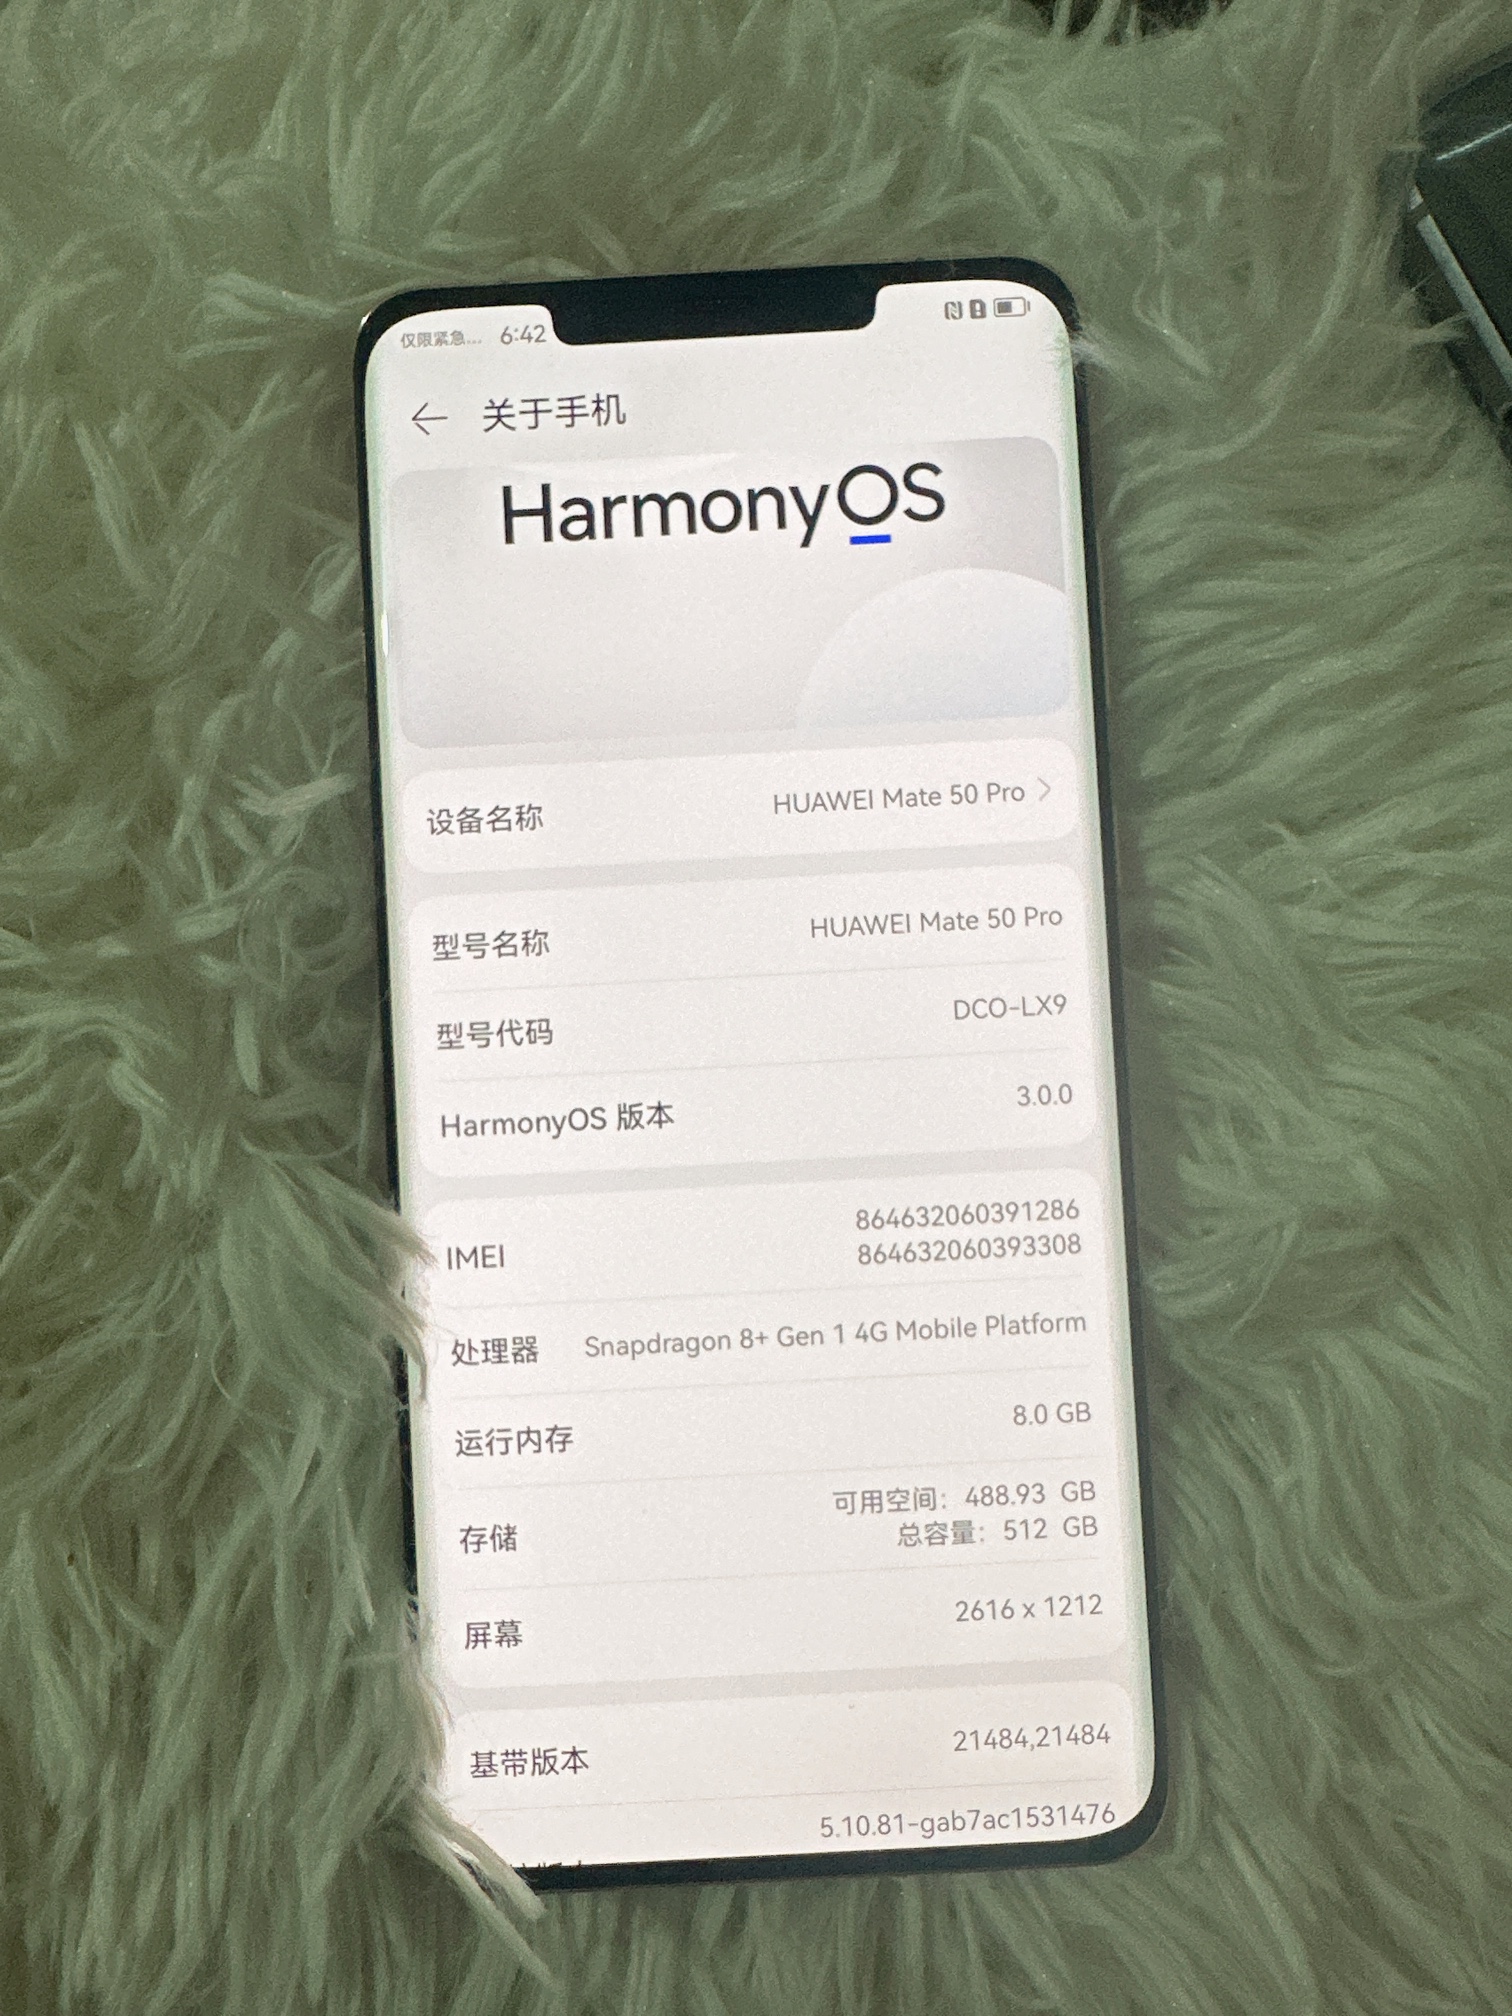 仅限紧急... 6:42
关于手机
HarmonyOS
设备名称 HUAWEI Mate 50 Pro
型号名称 HUAWEI Mate 50 Pro
型号代码 DCO-LX9
HarmonyOS 版本 3.0.0
IMEI 864632060391286
864632060393308
处理器 Snapdragon 8+ Gen 1 4G Mobile Platform
运行内存 8.0 GB
存储 可用空间: 488.93 GB
总容量: 512 GB
屏幕 2616 x 1212
基带版本 21484,21484
5.10.81-gab7ac1531476